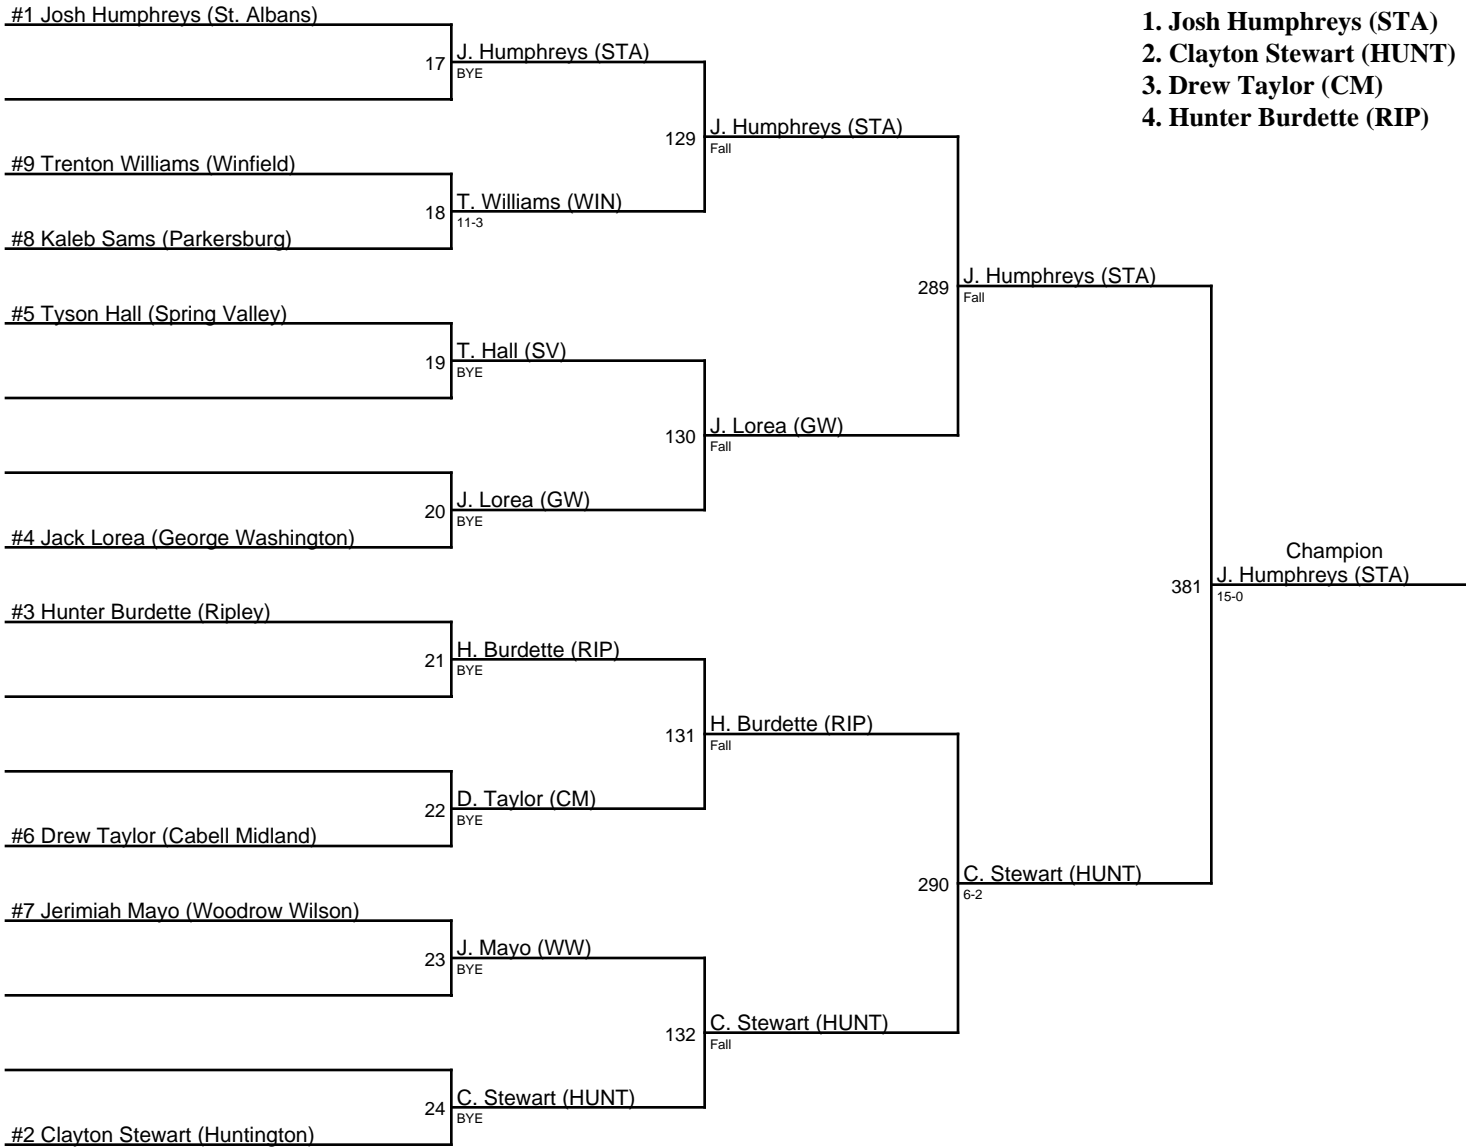 #1 Josh Humphreys (St. Albans)
17
J. Humphreys (STA)
BYE
#9 Trenton Williams (Winfield)
#8 Kaleb Sams (Parkersburg)
18
T. Williams (WIN)
11-3
129
J. Humphreys (STA)
Fall
#5 Tyson Hall (Spring Valley)
19
T. Hall (SV)
BYE
#4 Jack Lorea (George Washington)
20
J. Lorea (GW)
BYE
130
J. Lorea (GW)
Fall
289
J. Humphreys (STA)
Fall
#3 Hunter Burdette (Ripley)
21
H. Burdette (RIP)
BYE
#6 Drew Taylor (Cabell Midland)
22
D. Taylor (CM)
BYE
131
H. Burdette (RIP)
Fall
#7 Jerimiah Mayo (Woodrow Wilson)
23
J. Mayo (WW)
BYE
#2 Clayton Stewart (Huntington)
24
C. Stewart (HUNT)
BYE
132
C. Stewart (HUNT)
Fall
290
C. Stewart (HUNT)
6-2
381
Champion
J. Humphreys (STA)
15-0
1. Josh Humphreys (STA)
2. Clayton Stewart (HUNT)
3. Drew Taylor (CM)
4. Hunter Burdette (RIP)